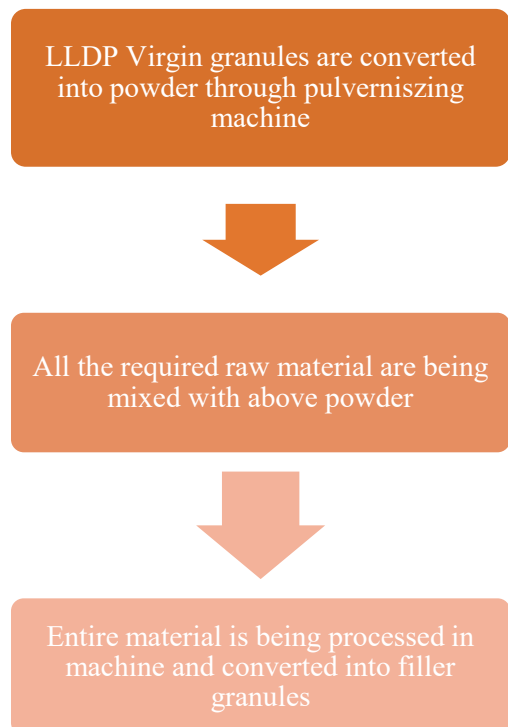 LLDP Virgin granules are converted
into powder through pulverniszing
machine
All the required raw material are being
mixed with above powder
Entire material is being processed in
machine and converted into filler
granules